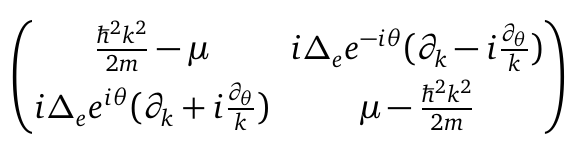 \begin{pmatrix} \frac{\hbar^2 k^2}{2m} - \mu & i\Delta_e e^{-i\theta}(\partial_k - i\frac{\partial_\theta}{k}) \\
i\Delta_e e^{i\theta}(\partial_k + i\frac{\partial_\theta}{k}) & \mu - \frac{\hbar^2 k^2}{2m} \end{pmatrix}